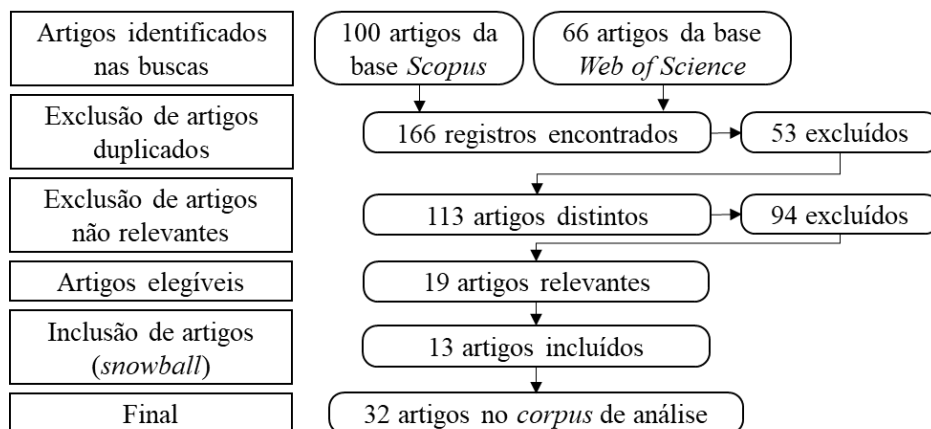 Artigos identificados
nas buscas
100 artigos da
base Scopus
66 artigos da base
Web of Science
Exclusão de artigos
duplicados
166 registros encontrados
53 excluídos
Exclusão de artigos
não relevantes
113 artigos distintos
94 excluídos
Artigos elegíveis
19 artigos relevantes
Inclusão de artigos
(snowball)
13 artigos incluídos
Final
32 artigos no corpus de análise